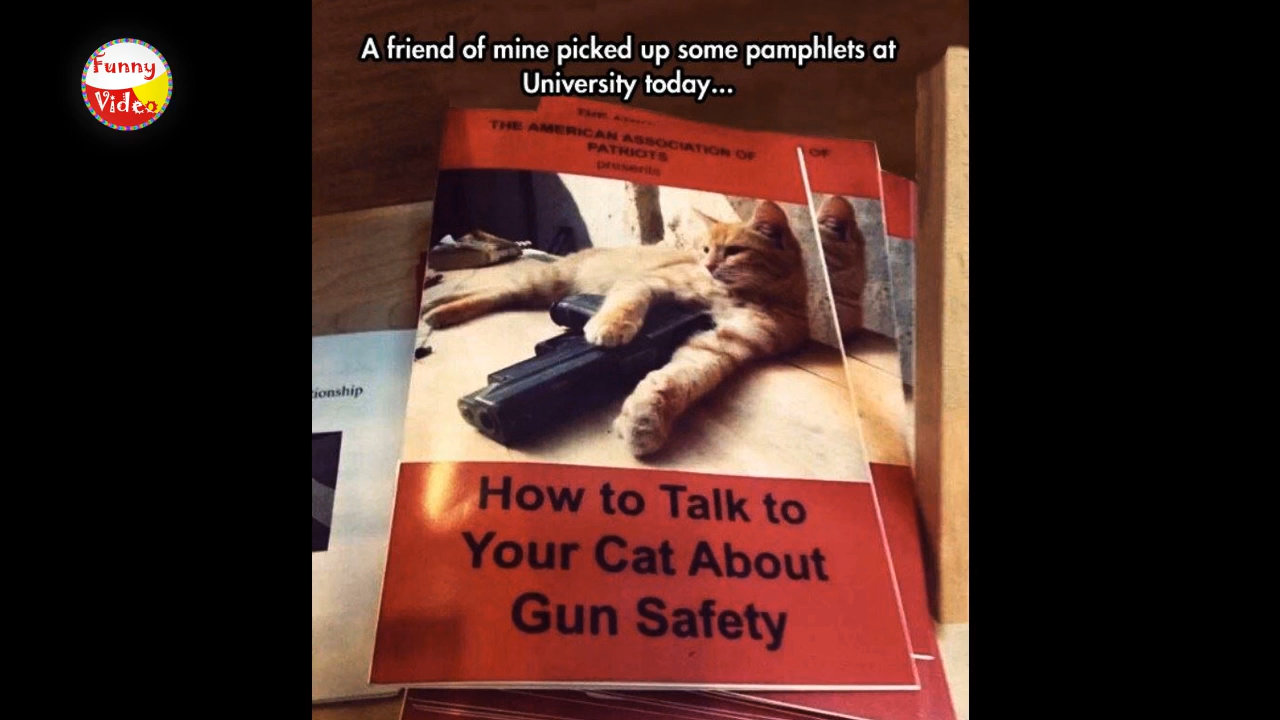 Funny
Video
A friend of mine picked up some pamphlets at
University today...
THE AMERICAN ASSOCIATION OF
PATRIOTS
presents
OF
How to Talk to
Your Cat About
Gun Safety
tionship